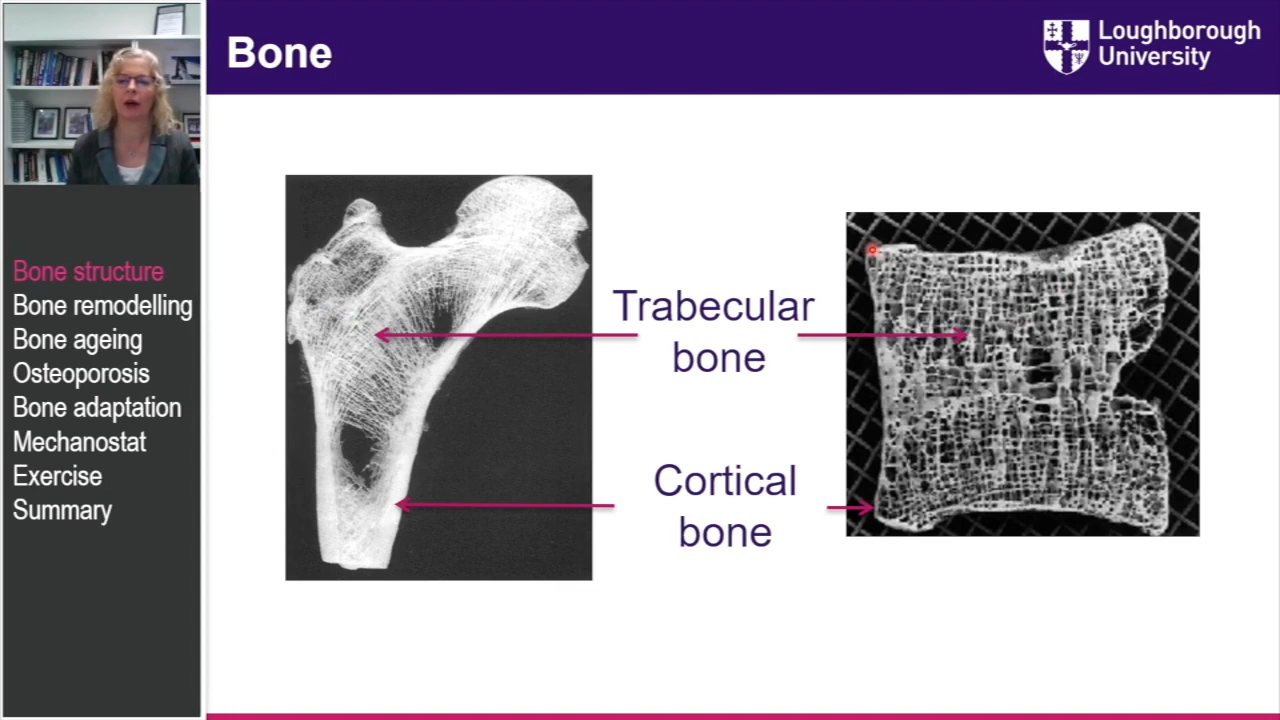 Bone
Loughborough
University
Bone structure
Bone remodelling
Bone ageing
Osteoporosis
Bone adaptation
Mechanostat
Exercise
Summary
Trabecular
bone
Cortical
bone